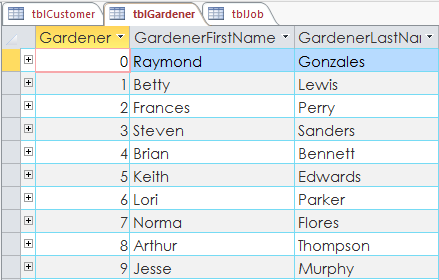 tblCustomer tblGardener tblJob
Gardener GardenerFirstName GardenerLastNa
0 Raymond Gonzales
1 Betty Lewis
2 Frances Perry
3 Steven Sanders
4 Brian Bennett
5 Keith Edwards
6 Lori Parker
7 Norma Flores
8 Arthur Thompson
9 Jesse Murphy